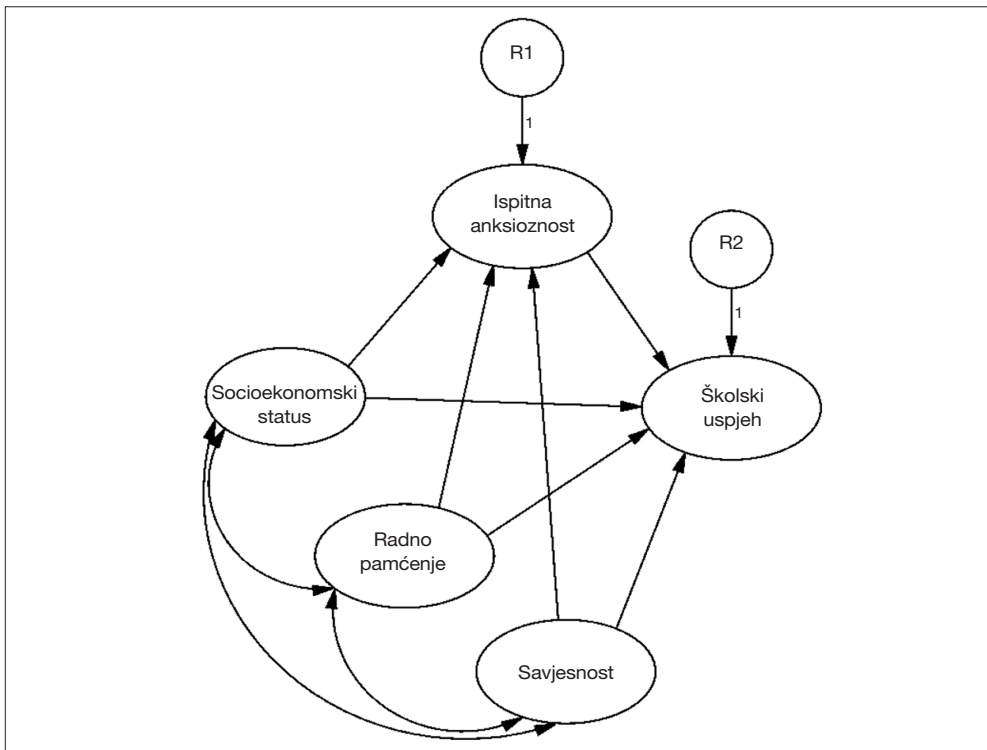 R1
1
Ispitna
anksioznost
R2
1
Socioekonomski
status
Školski
uspjeh
Radno
pamćenje
Savjesnost